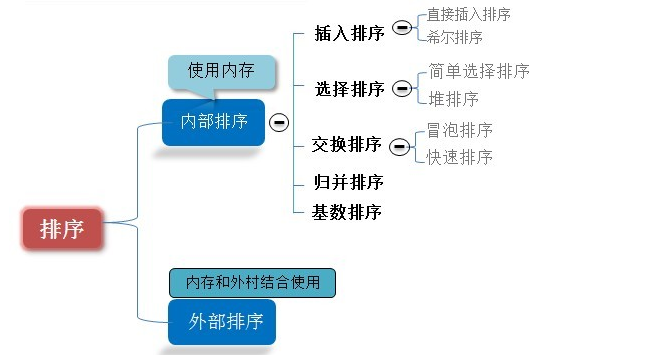 直接插入排序
插入排序
希尔排序
使用内存
简单选择排序
选择排序
堆排序
内部排序
冒泡排序
交换排序
快速排序
归并排序
基数排序
排序
内存和外村结合使用
外部排序